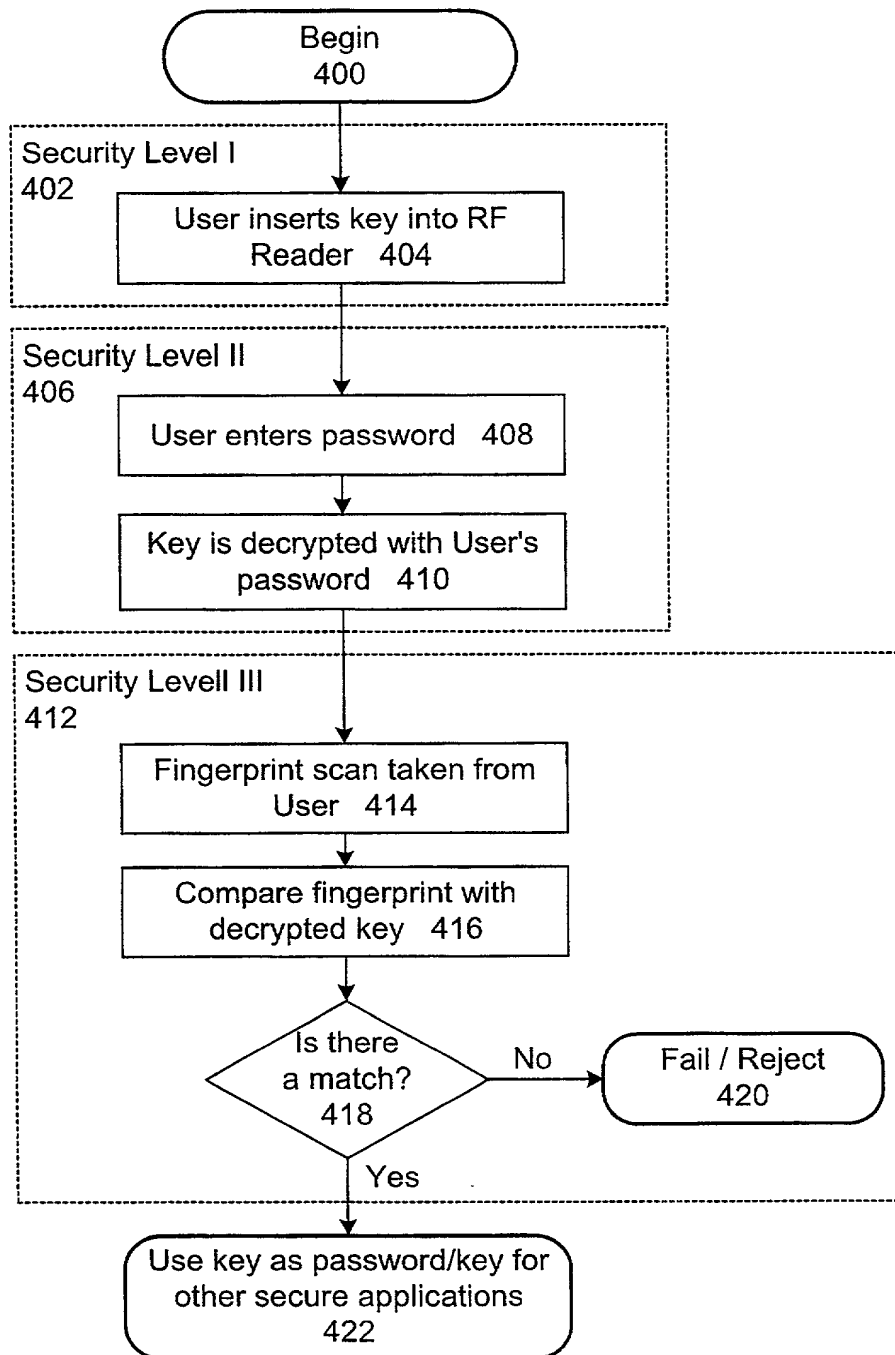 Begin
400
Security Level I
402
User inserts key into RF
Reader 404
Security Level II
406
User enters password 408
Key is decrypted with User's
password 410
Security Levell III
412
Fingerprint scan taken from
User 414
Compare fingerprint with
decrypted key 416
Is there
a match?
418
No
Fail / Reject
420
Yes
Use key as password/key for
other secure applications
422